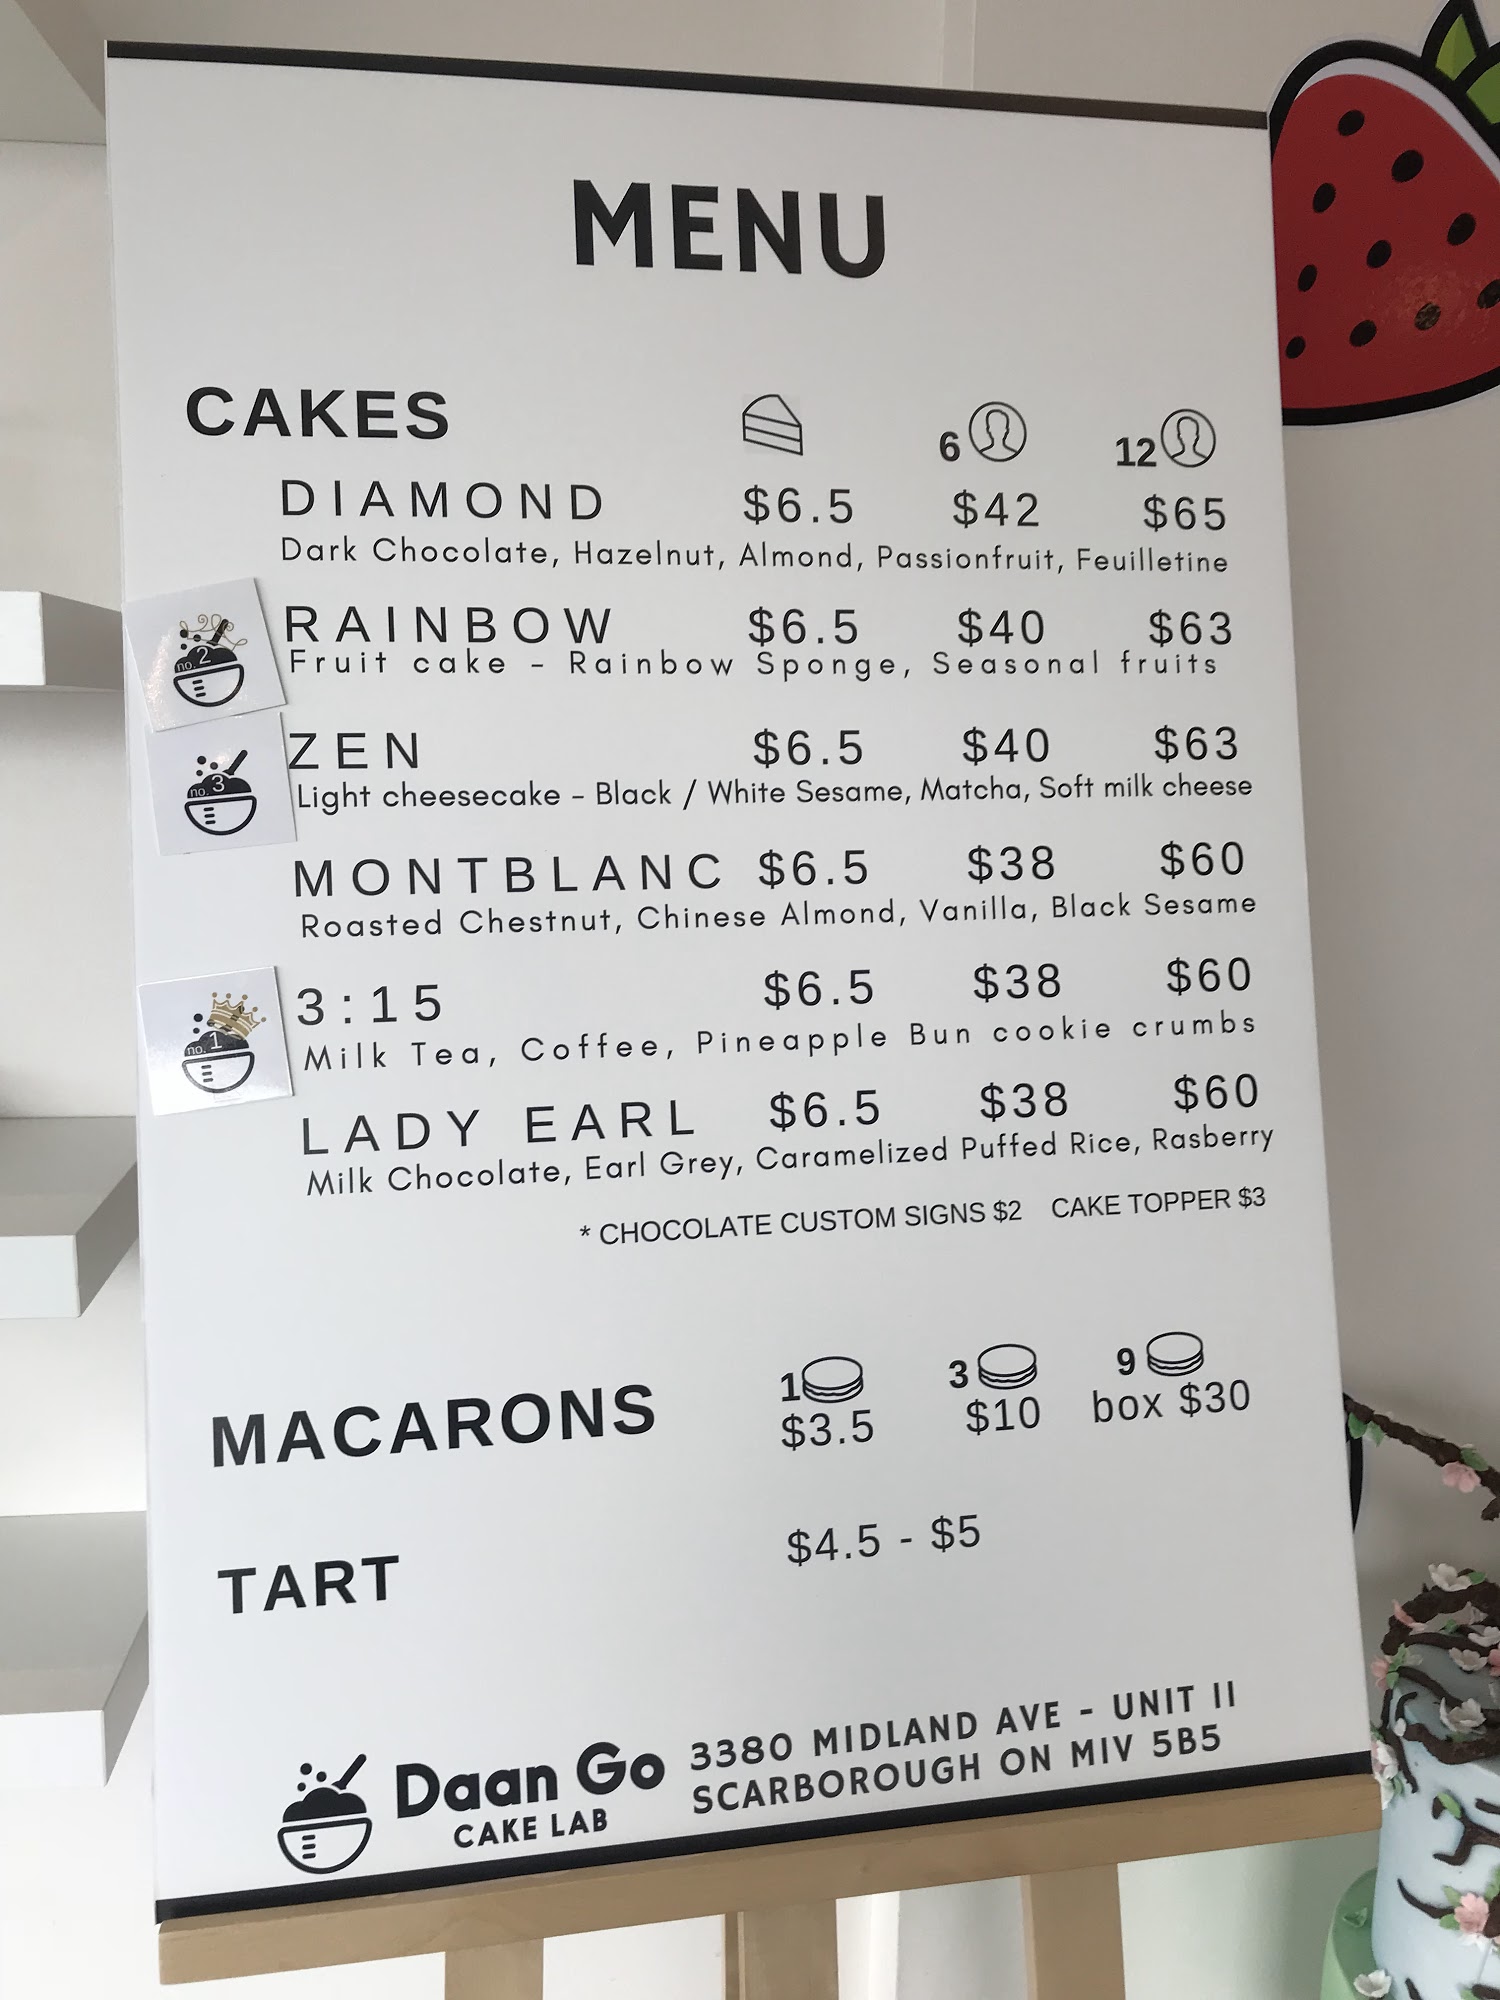 MENU
CAKES 6 12
DIAMOND $6.5 $42 $65
Dark Chocolate, Hazelnut, Almond, Passionfruit, Feuilletine
no. 2
RAINBOW $6.5 $40 $63
Fruit cake - Rainbow Sponge, Seasonal fruits
no. 3
ZEN $6.5 $40 $63
Light cheesecake - Black / White Sesame, Matcha, Soft milk cheese
MONTBLANC $6.5 $38 $60
Roasted Chestnut, Chinese Almond, Vanilla, Black Sesame
no. 1
3:15 $6.5 $38 $60
Milk Tea, Coffee, Pineapple Bun cookie crumbs
LADY EARL $6.5 $38 $60
Milk Chocolate, Earl Grey, Caramelized Puffed Rice, Rasberry
* CHOCOLATE CUSTOM SIGNS $2 CAKE TOPPER $3
1 3 9
MACARONS $3.5 $10 box $30
TART $4.5 - $5
Daan Go
CAKE LAB
3380 MIDLAND AVE - UNIT 11
SCARBOROUGH ON M1V 5B5